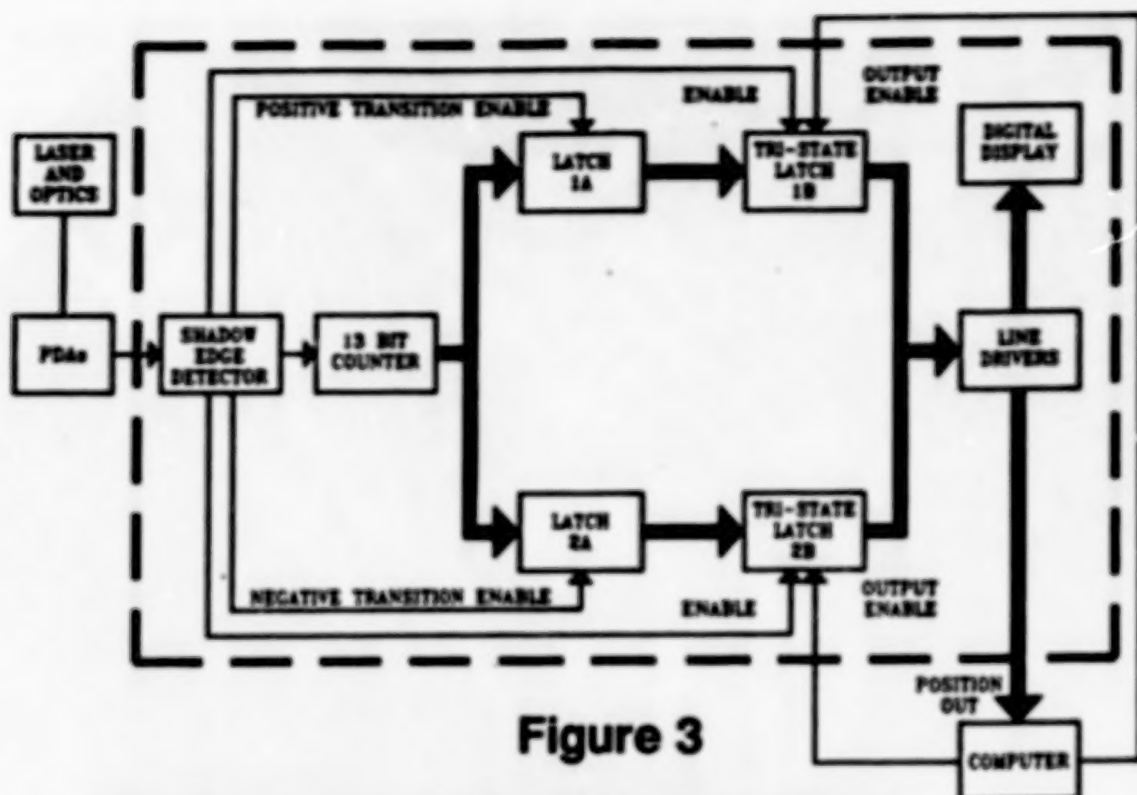 POSITIVE TRANSITION ENABLE
ENABLE
OUTPUT
ENABLE
LASER
AND
OPTICS
LATCH
1A
TRI-STATE
LATCH
1B
DIGITAL
DISPLAY
PDAs
SHADOW
EDGE
DETECTOR
13 BIT
COUNTER
LINE
DRIVERS
LATCH
2A
TRI-STATE
LATCH
2B
NEGATIVE TRANSITION ENABLE
ENABLE
OUTPUT
ENABLE
POSITION
OUT
COMPUTER
Figure 3